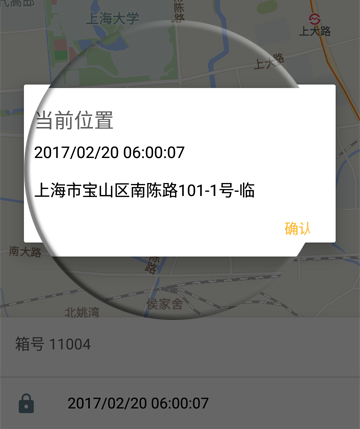 上海大学
南陈路
上大路
上大路
当前位置
2017/02/20 06:00:07
上海市宝山区南陈路101-1号-临
确认
南大路
侯家舍
北姚湾
箱号 11004
2017/02/20 06:00:07